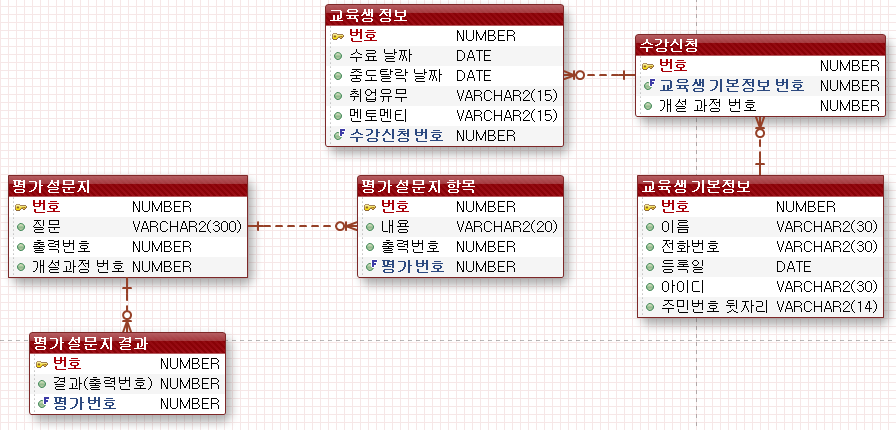 교육생 정보
번호 NUMBER
수료 날짜 DATE
중도탈락 날짜 DATE
취업유무 VARCHAR2(15)
멘토멘티 VARCHAR2(15)
수강신청 번호 NUMBER
수강신청
번호 NUMBER
교육생 기본정보 번호 NUMBER
개설 과정 번호 NUMBER
평가 설문지
번호 NUMBER
질문 VARCHAR2(300)
출력번호 NUMBER
개설과정 번호 NUMBER
평가 설문지 항목
번호 NUMBER
내용 VARCHAR2(20)
출력번호 NUMBER
평가 번호 NUMBER
교육생 기본정보
번호 NUMBER
이름 VARCHAR2(30)
전화번호 VARCHAR2(30)
등록일 DATE
아이디 VARCHAR2(30)
주민번호 뒷자리 VARCHAR2(14)
평가 설문지 결과
번호 NUMBER
결과(출력번호) NUMBER
평가 번호 NUMBER